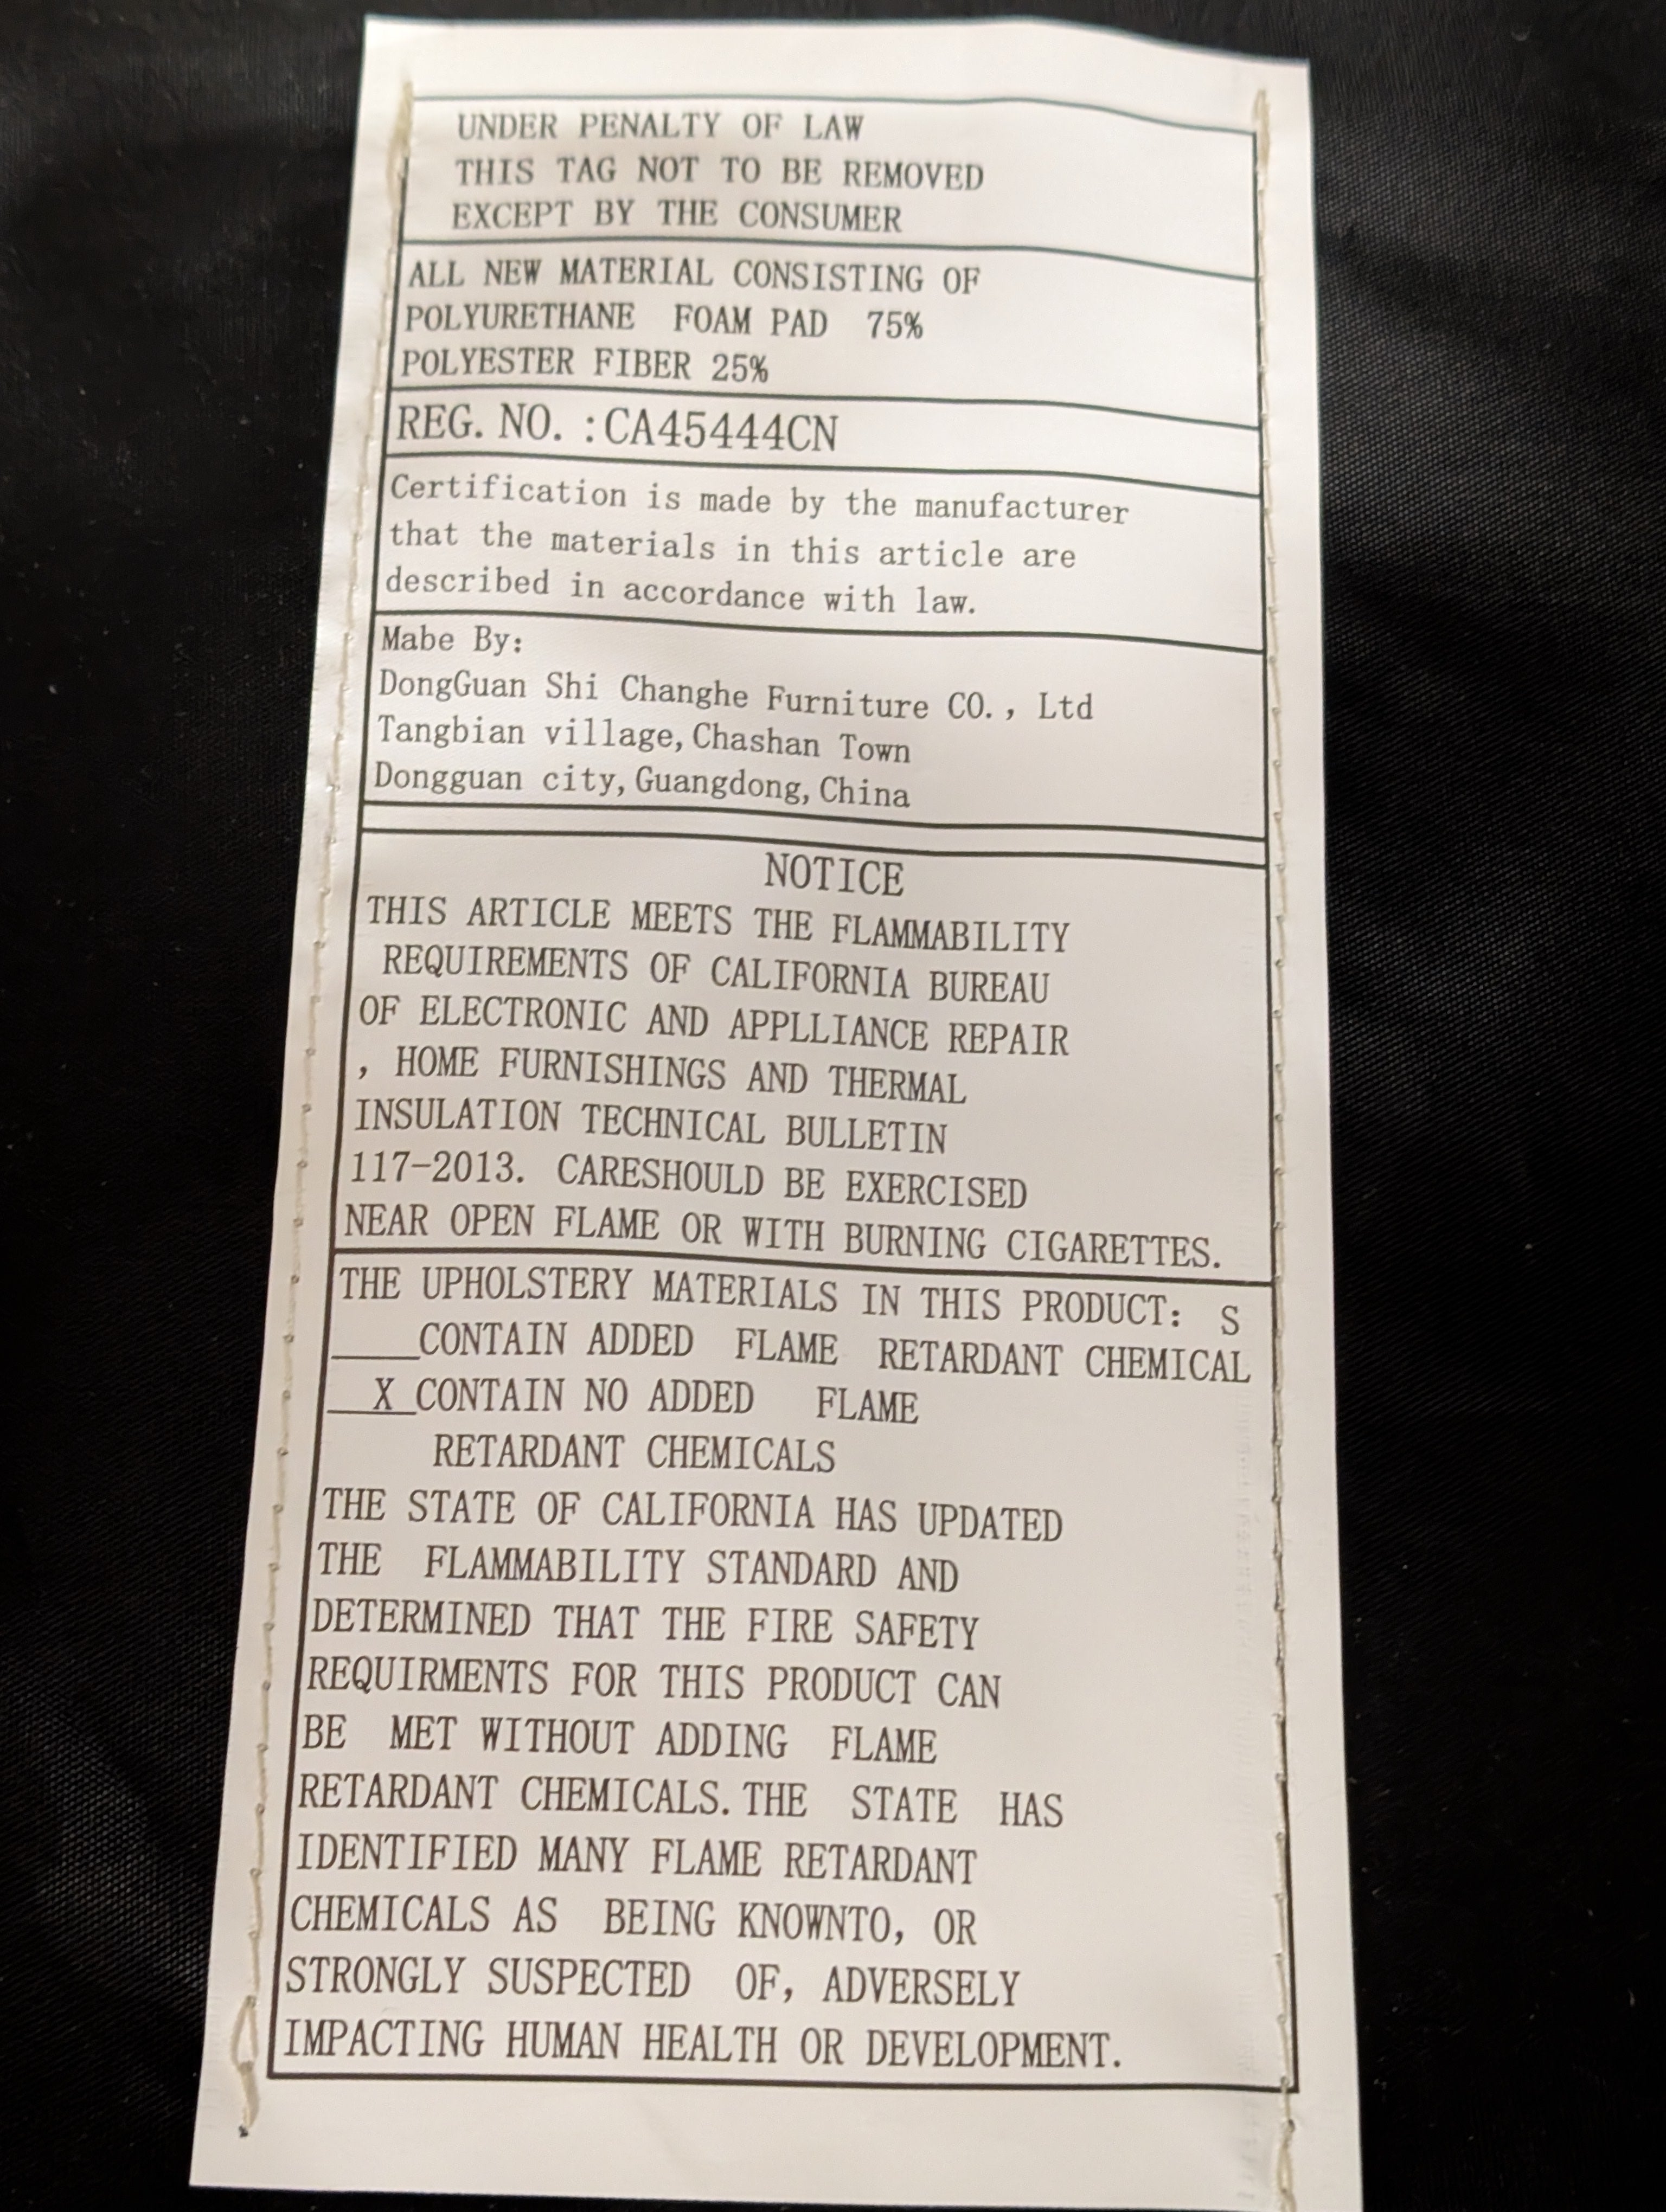 UNDER PENALTY OF LAW
THIS TAG NOT TO BE REMOVED
EXCEPT BY THE CONSUMER
ALL NEW MATERIAL CONSISTING OF
POLYURETHANE FOAM PAD 75%
POLYESTER FIBER 25%
REG. NO. :CA45444CN
Certification is made by the manufacturer
that the materials in this article are
described in accordance with law.
Mabe By:
DongGuan Shi Changhe Furniture CO., Ltd
Tangbian village, Chashan Town
Dongguan city, Guangdong, China
NOTICE
THIS ARTICLE MEETS THE FLAMMABILITY
REQUIREMENTS OF CALIFORNIA BUREAU
OF ELECTRONIC AND APPLLIANCE REPAIR
, HOME FURNISHINGS AND THERMAL
INSULATION TECHNICAL BULLETIN
117-2013. CARESHOULD BE EXERCISED
NEAR OPEN FLAME OR WITH BURNING CIGARETTES.
THE UPHOLSTERY MATERIALS IN THIS PRODUCT: S
____CONTAIN ADDED FLAME RETARDANT CHEMICAL
__X_CONTAIN NO ADDED FLAME
RETARDANT CHEMICALS
THE STATE OF CALIFORNIA HAS UPDATED
THE FLAMMABILITY STANDARD AND
DETERMINED THAT THE FIRE SAFETY
REQUIRMENTS FOR THIS PRODUCT CAN
BE MET WITHOUT ADDING FLAME
RETARDANT CHEMICALS. THE STATE HAS
IDENTIFIED MANY FLAME RETARDANT
CHEMICALS AS BEING KNOWNTO, OR
STRONGLY SUSPECTED OF, ADVERSELY
IMPACTING HUMAN HEALTH OR DEVELOPMENT.